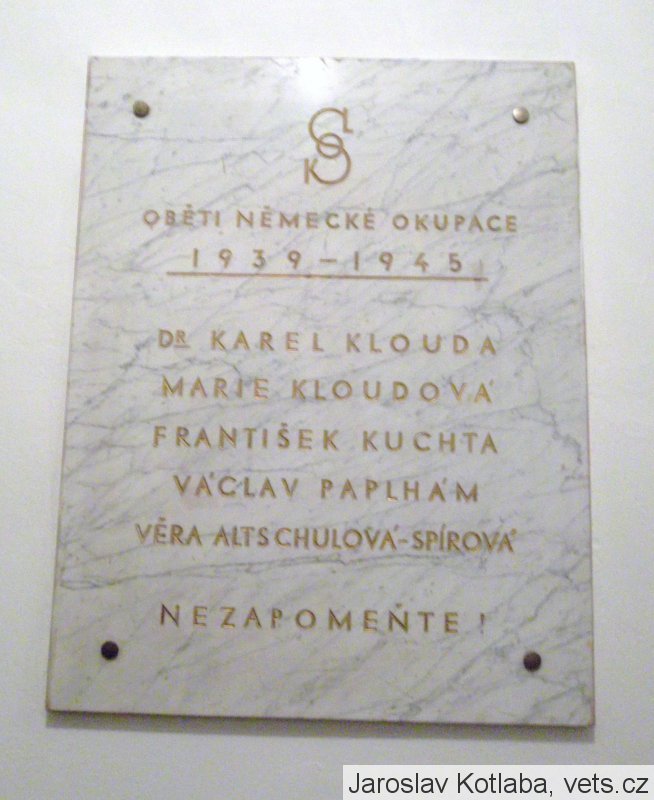 SLSK
OBĚTI NĚMECKÉ OKUPACE
1939-1945
DR KAREL KLOUDA
MARIE KLOUDOVÁ
FRANTIŠEK KUCHTA
VÁCLAV PAPLHÁM
VĚRA ALTSCHULOVÁ-SPÍROVÁ
NEZAPOMEŇTE!
Jaroslav Kotlaba, vets.cz